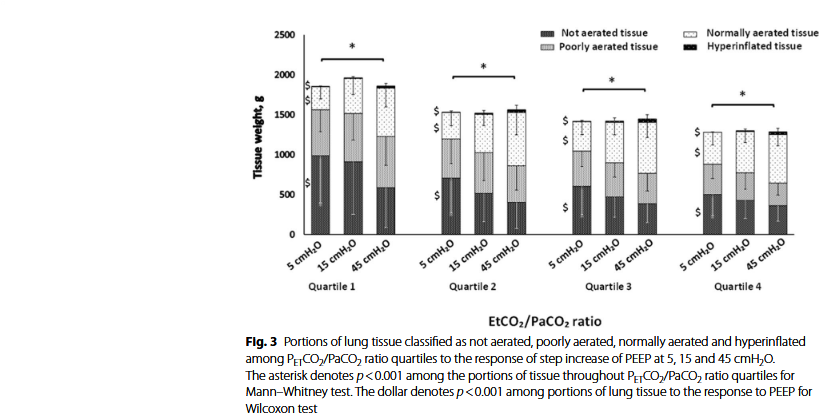 2500
2000
1500
1000
500
0
Tissue weight, g
Not aerated tissue
Poorly aerated tissue
Normally aerated tissue
Hyperinflated tissue
*
*
*
*
$
$
$
$
$
$
$
$
$
$
$
$
5 cmH₂O
15 cmH₂O
45 cmH₂O
5 cmH₂O
15 cmH₂O
45 cmH₂O
5 cmH₂O
15 cmH₂O
45 cmH₂O
5 cmH₂O
15 cmH₂O
45 cmH₂O
Quartile 1
Quartile 2
Quartile 3
Quartile 4
EtCO₂/PaCO₂ ratio
Fig. 3 Portions of lung tissue classified as not aerated, poorly aerated, normally aerated and hyperinflated
among PETCO₂/PaCO₂ ratio quartiles to the response of step increase of PEEP at 5, 15 and 45 cmH₂O.
The asterisk denotes p<0.001 among the portions of tissue throughout PETCO₂/PaCO₂ ratio quartiles for
Mann–Whitney test. The dollar denotes p<0.001 among portions of lung tissue to the response to PEEP for
Wilcoxon test